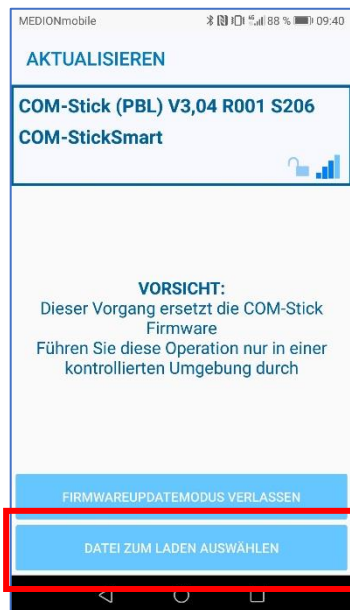 MEDIONmobile 88 % 09:40
AKTUALISIEREN
COM-Stick (PBL) V3,04 R001 S206
COM-StickSmart
VORSICHT:
Dieser Vorgang ersetzt die COM-Stick
Firmware
Führen Sie diese Operation nur in einer
kontrollierten Umgebung durch
FIRMWAREUPDATEMODUS VERLASSEN
DATEI ZUM LADEN AUSWÄHLEN